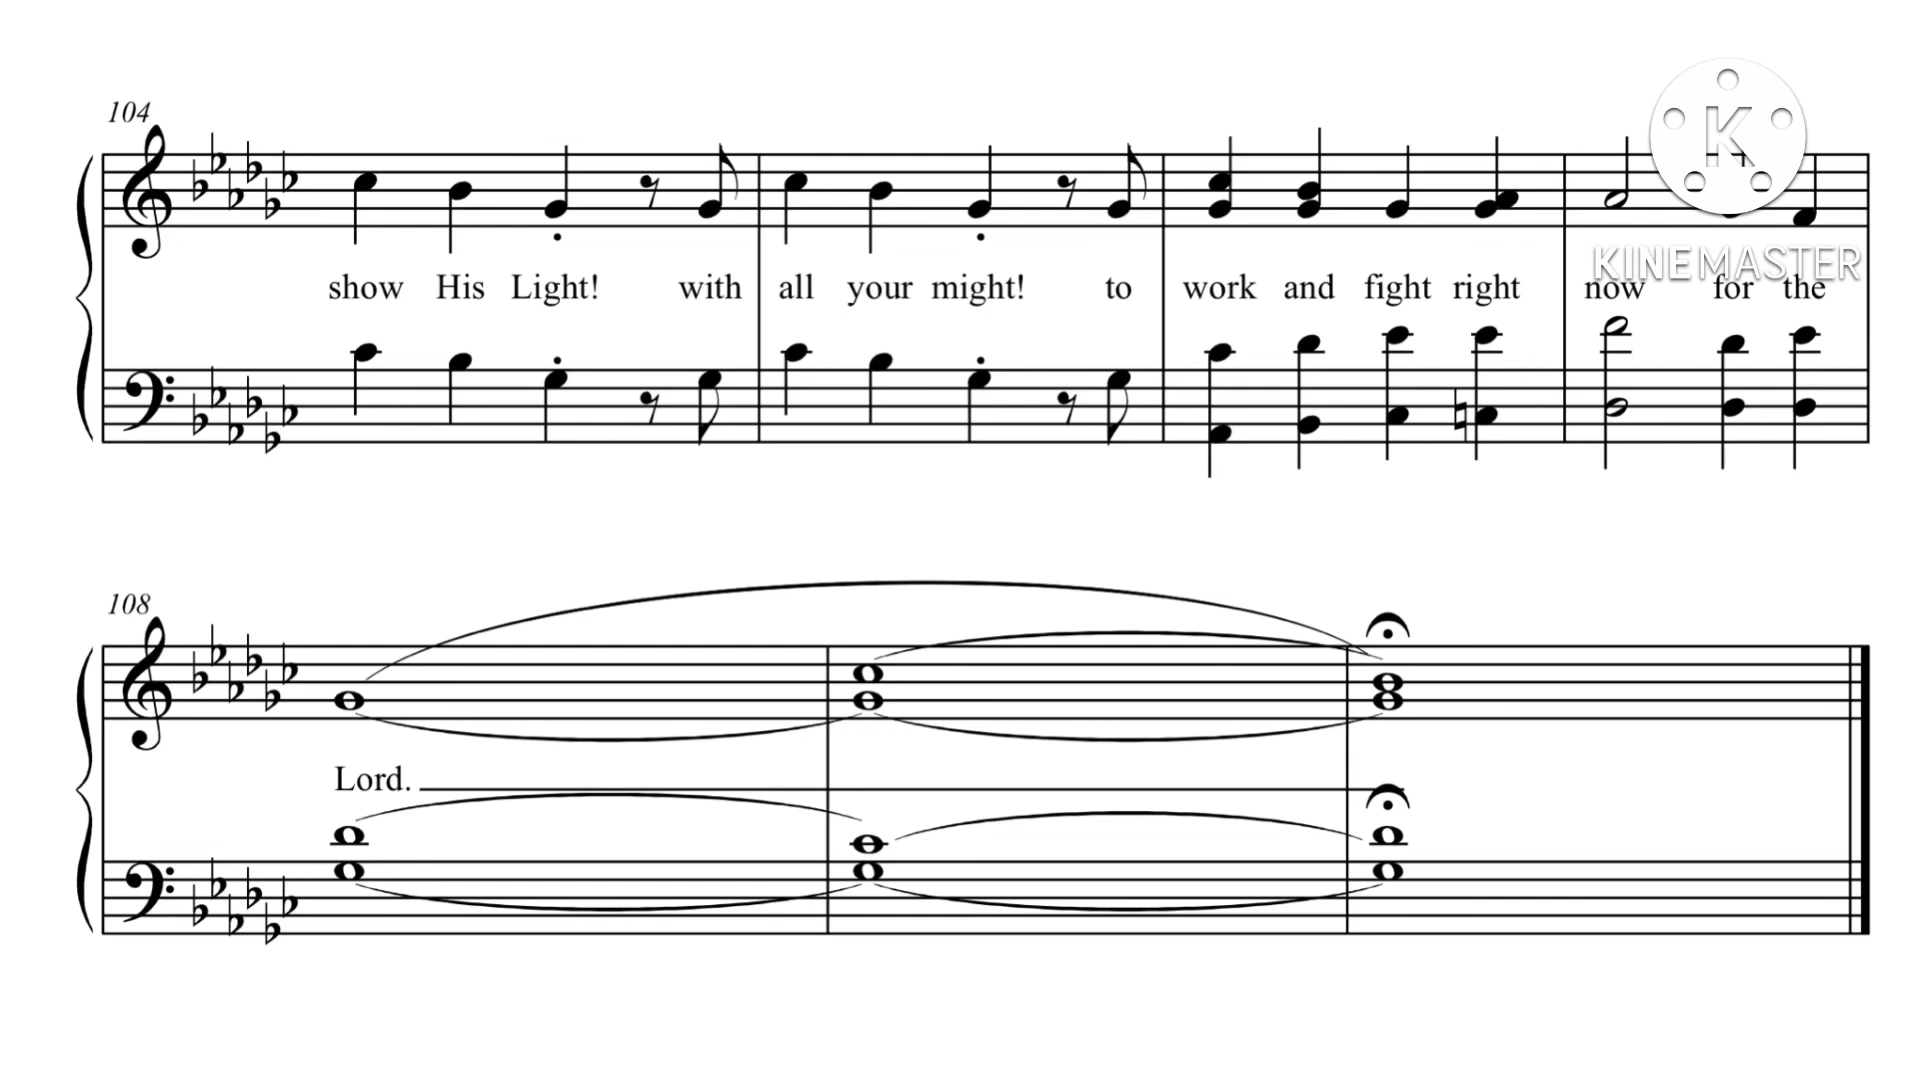 104
K
KINEMASTER
show His Light! with all your might! to work and fight right now for the
108
Lord.